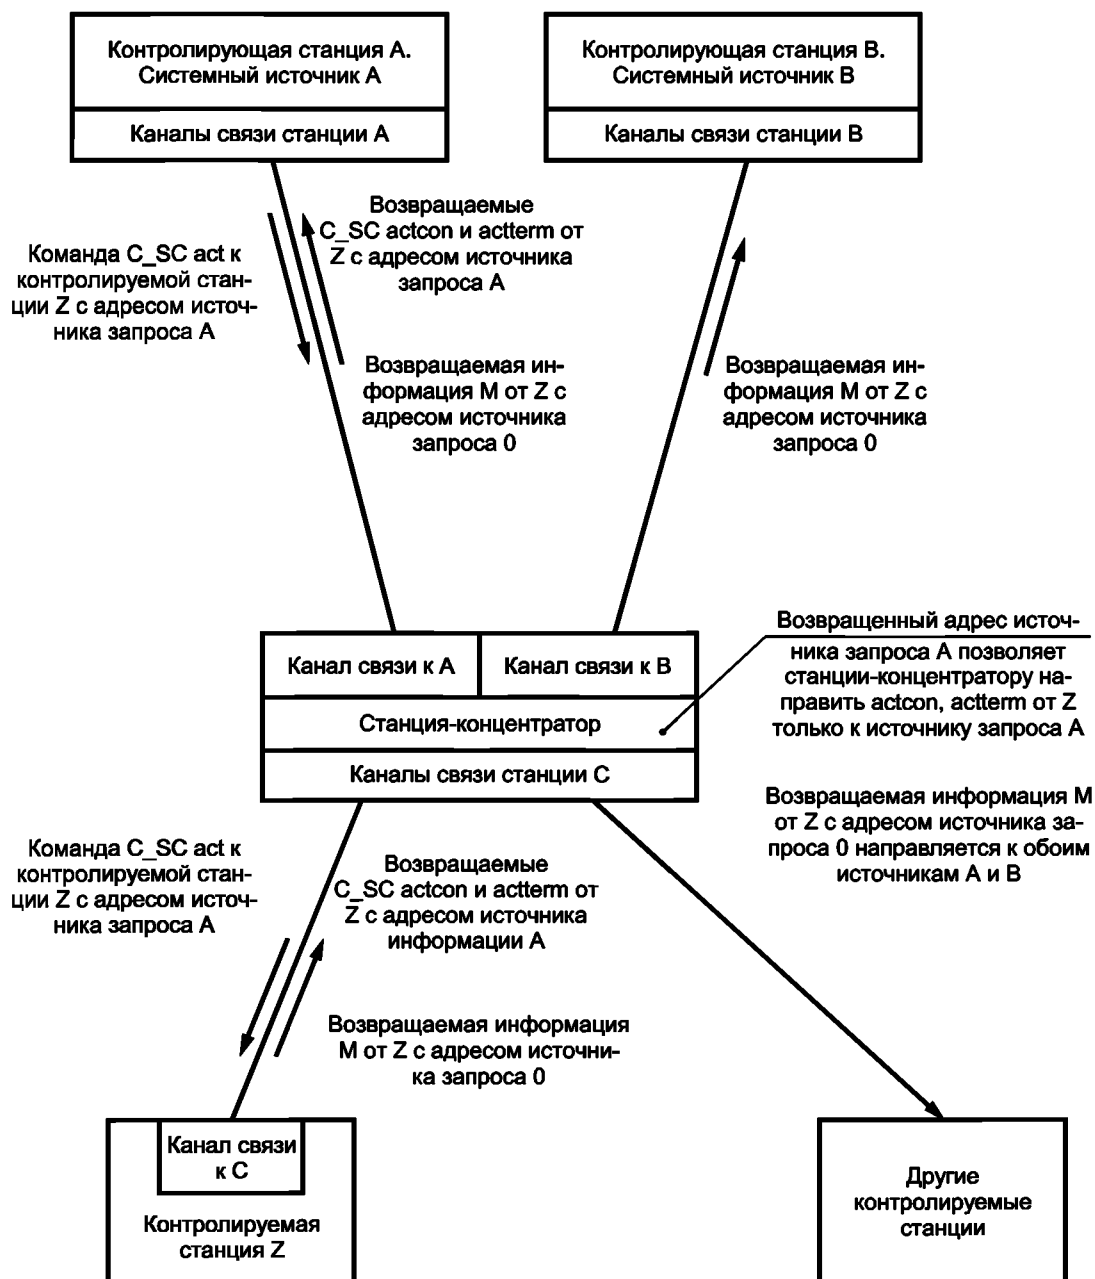 Контролирующая станция А.
Системный источник А
Каналы связи станции А
Контролирующая станция В.
Системный источник В
Каналы связи станции В
Команда C_SC act к
контролируемой стан-
ции Z с адресом источ-
ника запроса А
Возвращаемые
C_SC actcon и actterm от
Z с адресом источника
запроса А
Возвращаемая ин-
формация М от Z с
адресом источника
запроса 0
Возвращаемая ин-
формация М от Z с
адресом источника
запроса 0
Канал связи к А
Канал связи к В
Станция-концентратор
Каналы связи станции С
Возвращенный адрес источ-
ника запроса А позволяет
станции-концентратору на-
править actcon, actterm от Z
только к источнику запроса А
Возвращаемая информация М
от Z с адресом источника за-
проса 0 направляется к обоим
источникам А и В
Команда C_SC act к
контролируемой стан-
ции Z с адресом источ-
ника запроса А
Возвращаемые
C_SC actcon и actterm от
Z с адресом источника
информации А
Возвращаемая информация
М от Z с адресом источни-
ка запроса 0
Канал связи
к С
Контролируемая
станция Z
Другие
контролируемые
станции